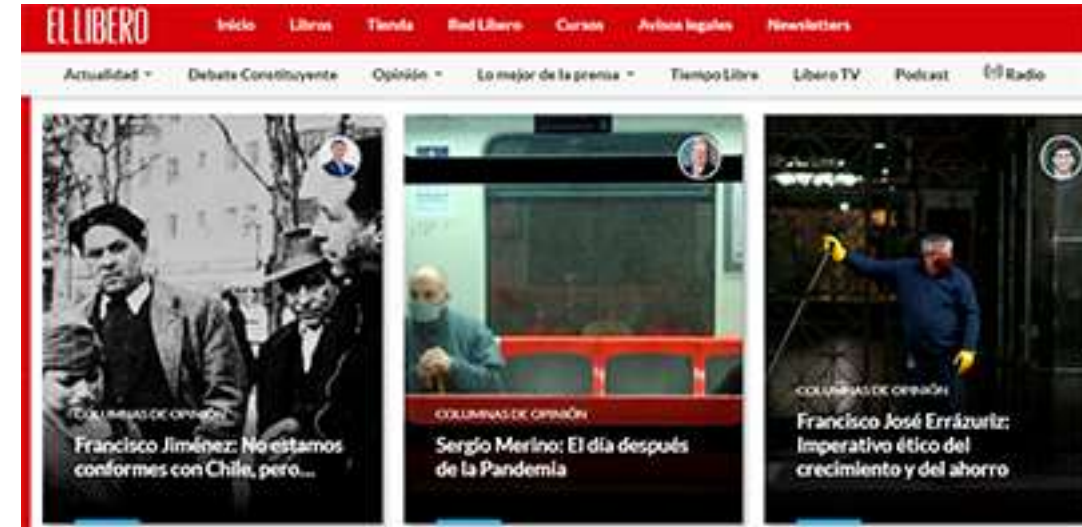 EL LIBERO
Inicio Libros Tienda Red Libero Cursos Avisos legales Newsletters
Actualidad Debate Constituyente Opinión Lo mejor de la prensa Tiempo Libre Libero TV Podcast Radio
COLUMNAS DE OPINIÓN
Francisco Jiménez: No estamos
conformes con Chile, pero...
COLUMNAS DE OPINIÓN
Sergio Merino: El día después
de la Pandemia
COLUMNAS DE OPINIÓN
Francisco José Errázuriz:
Imperativo ético del
crecimiento y del ahorro